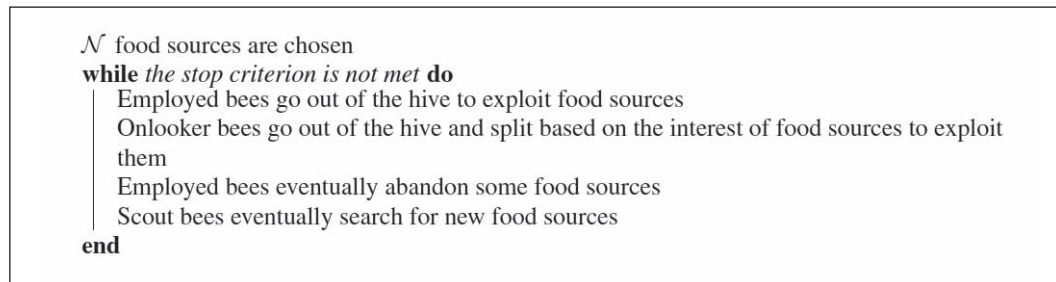 𝒩 food sources are chosen
while the stop criterion is not met do
Employed bees go out of the hive to exploit food sources
Onlooker bees go out of the hive and split based on the interest of food sources to exploit
them
Employed bees eventually abandon some food sources
Scout bees eventually search for new food sources
end